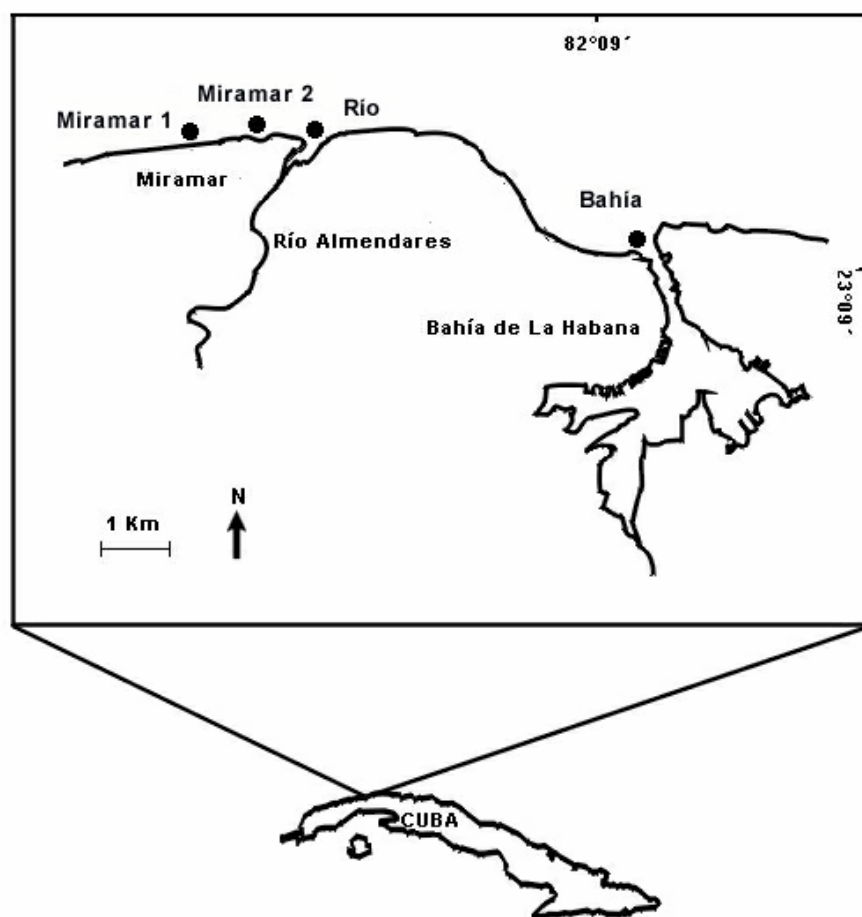 82°09´
Miramar 2
Río
Miramar 1
Miramar
Bahía
Río Almendares
23°09´
Bahía de La Habana
N
1 Km
CUBA